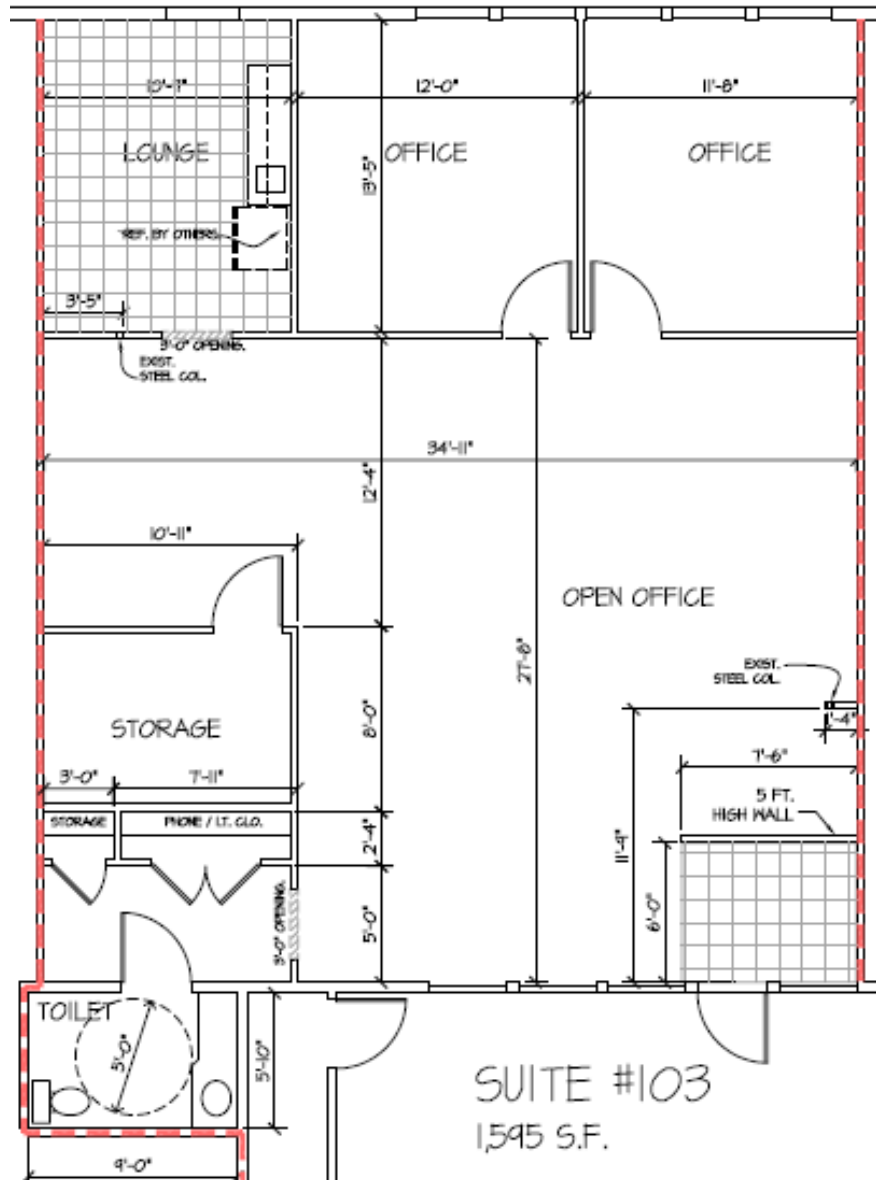 10'-7" 12'-0" 11'-8"
LOUNGE OFFICE OFFICE
13'-5"
REF. BY OTHERS
3'-5"
3'-0" OPENING.
EXIST.
STEEL COL.
34'-11"
12'-4"
10'-11"
OPEN OFFICE
27'-8"
EXIST.
STEEL COL.
1'-4"
STORAGE
8'-0"
3'-0" 7'-11"
7'-6"
5 FT.
HIGH WALL
STORAGE PHONE / LT. CLO.
2'-4"
11'-4"
6'-0"
3'-0" OPENING.
5'-0"
TOILET
5'-0"
5'-10"
SUITE #103
1,595 S.F.
9'-0"